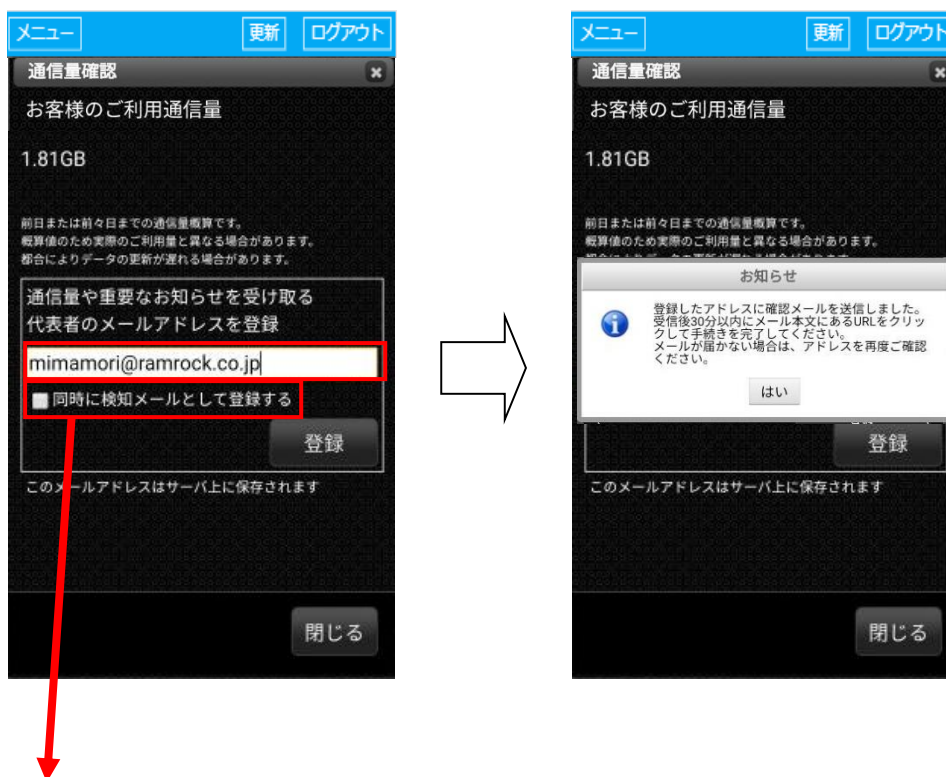 メニュー 更新 ログアウト
通信量確認
お客様のご利用通信量
1.81GB
前日または前々日までの通信量概算です。
概算値のため実際のご利用量と異なる場合があります。
都合によりデータの更新が遅れる場合があります。
通信量や重要なお知らせを受け取る
代表者のメールアドレスを登録
mimamori@ramrock.co.jp
同時に検知メールとして登録する
登録
このメールアドレスはサーバ上に保存されます
閉じる
メニュー 更新 ログアウト
通信量確認
お客様のご利用通信量
1.81GB
前日または前々日までの通信量概算です。
概算値のため実際のご利用量と異なる場合があります。
お知らせ
登録したアドレスに確認メールを送信しました。
受信後30分以内にメール本文にあるURLをクリッ
クして手続きを完了してください。
メールが届かない場合は、アドレスを再度ご確認
ください。
はい
登録
このメールアドレスはサーバ上に保存されます
閉じる